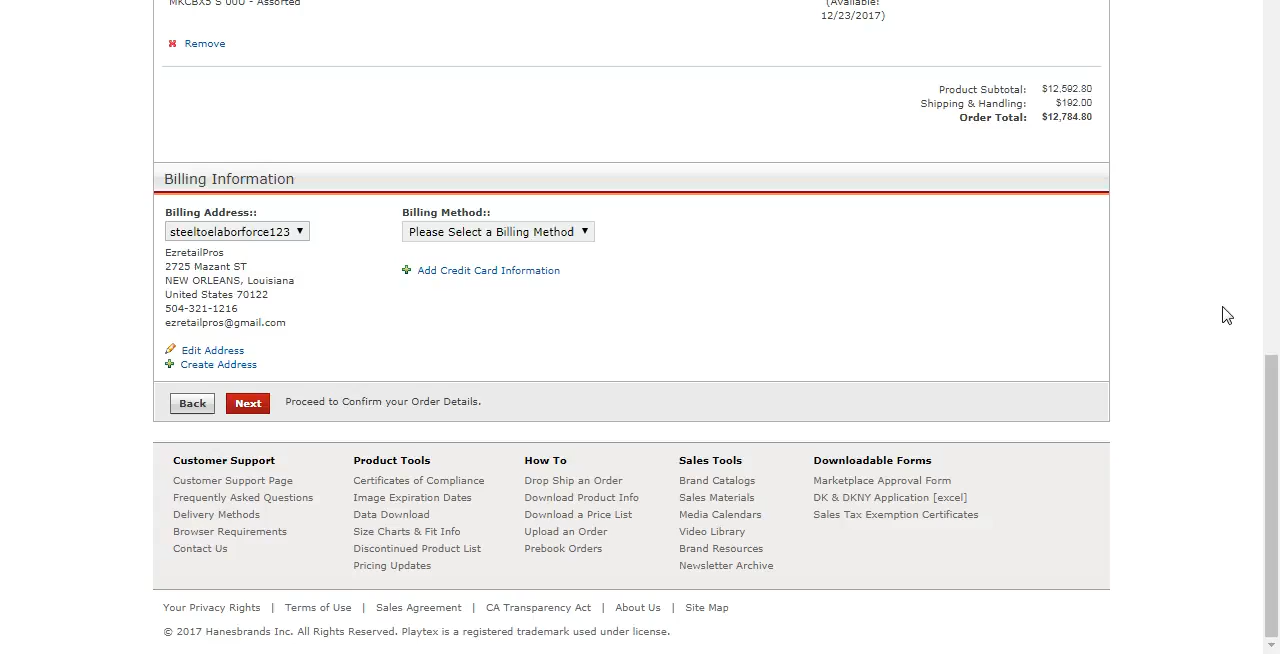 MKCBX5 S 000 - Assorted
(Available:
12/23/2017)
Remove
Product Subtotal: $12,592.80
Shipping & Handling: $192.00
Order Total: $12,784.80
Billing Information
Billing Address::
steeltoelaborforce123
EzretailPros
2725 Mazant ST
NEW ORLEANS, Louisiana
United States 70122
504-321-1216
ezretailpros@gmail.com
Edit Address
Create Address
Billing Method::
Please Select a Billing Method
Add Credit Card Information
Back
Next
Proceed to Confirm your Order Details.
Customer Support
Customer Support Page
Frequently Asked Questions
Delivery Methods
Browser Requirements
Contact Us
Product Tools
Certificates of Compliance
Image Expiration Dates
Data Download
Size Charts & Fit Info
Discontinued Product List
Pricing Updates
How To
Drop Ship an Order
Download Product Info
Download a Price List
Upload an Order
Prebook Orders
Sales Tools
Brand Catalogs
Sales Materials
Media Calendars
Video Library
Brand Resources
Newsletter Archive
Downloadable Forms
Marketplace Approval Form
DK & DKNY Application [excel]
Sales Tax Exemption Certificates
Your Privacy Rights | Terms of Use | Sales Agreement | CA Transparency Act | About Us | Site Map
© 2017 Hanesbrands Inc. All Rights Reserved. Playtex is a registered trademark used under license.